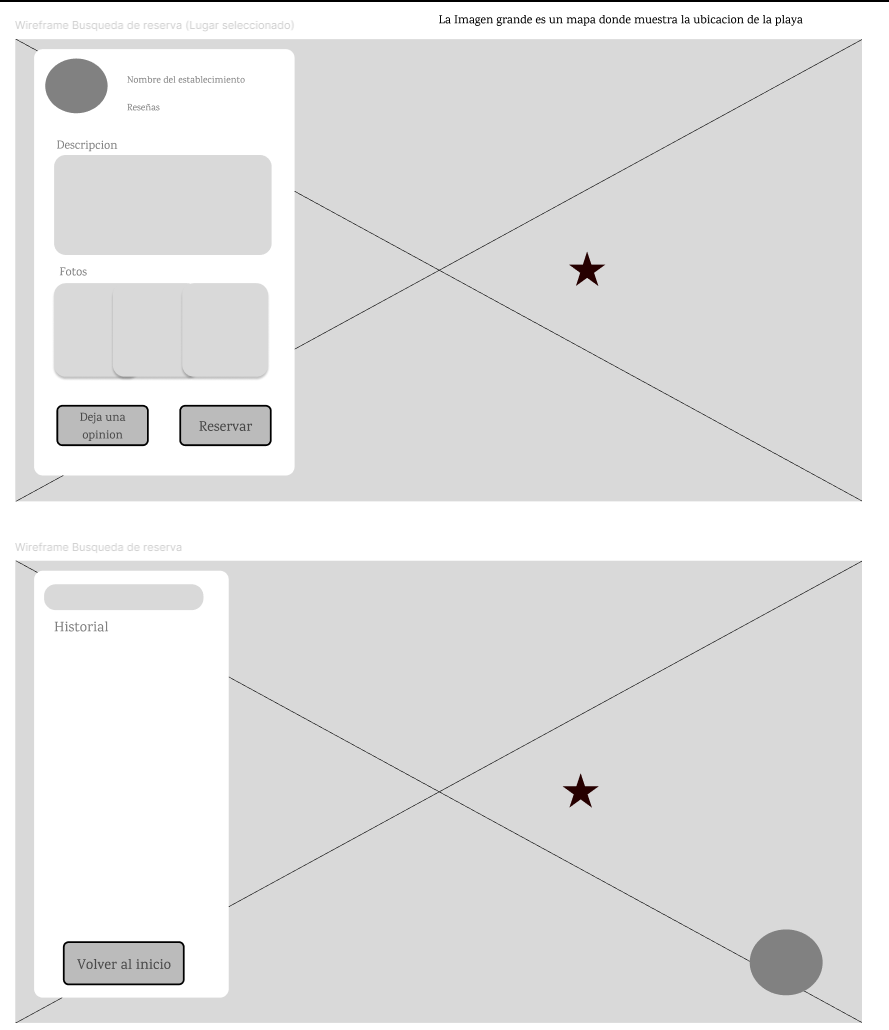 Wireframe Busqueda de reserva (Lugar seleccionado)
La Imagen grande es un mapa donde muestra la ubicacion de la playa
Nombre del establecimiento
Reseñas
Descripcion
Fotos
Deja una
opinion
Reservar
Wireframe Busqueda de reserva
Historial
Volver al inicio